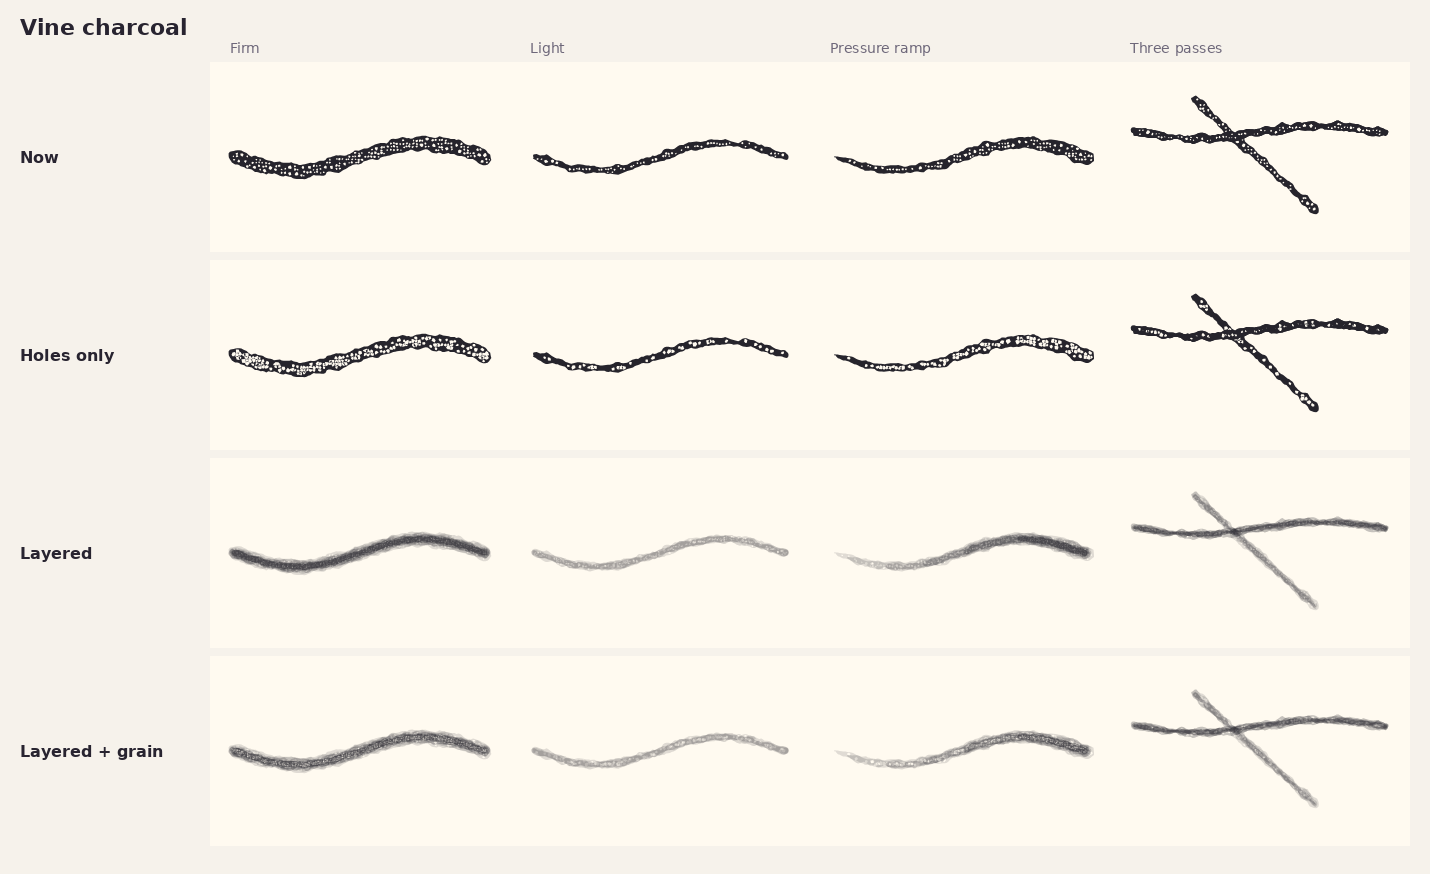 Vine charcoal
Firm
Light
Pressure ramp
Three passes
Now
Holes only
Layered
Layered + grain